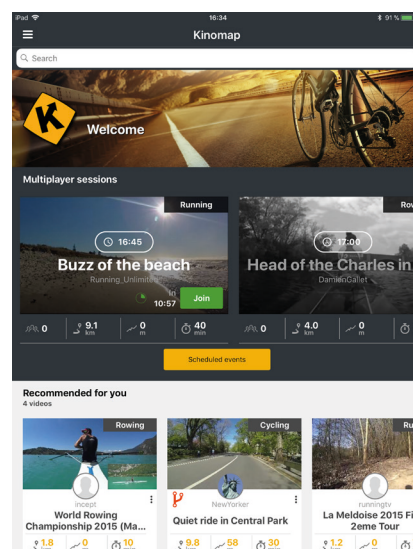 iPad 16:34 91 %
Kinomap
Search
K
Welcome
Multiplayer sessions
Running
16:45
Buzz of the beach
Running_Unlimited
in
10:57
Join
0 9.1 km 0 m 40 min
Row
17:00
Head of the Charles in
DamienGallet
0 4.0 km 0 m
Scheduled events
Recommended for you
4 videos
Rowing
incept
World Rowing
Championship 2015 (Ma...
1.8 0 10
Cycling
NewYorker
Quiet ride in Central Park
9.8 58 30
Ru
runningtv
La Meldoise 2015 Fi
2eme Tour
1.2 0